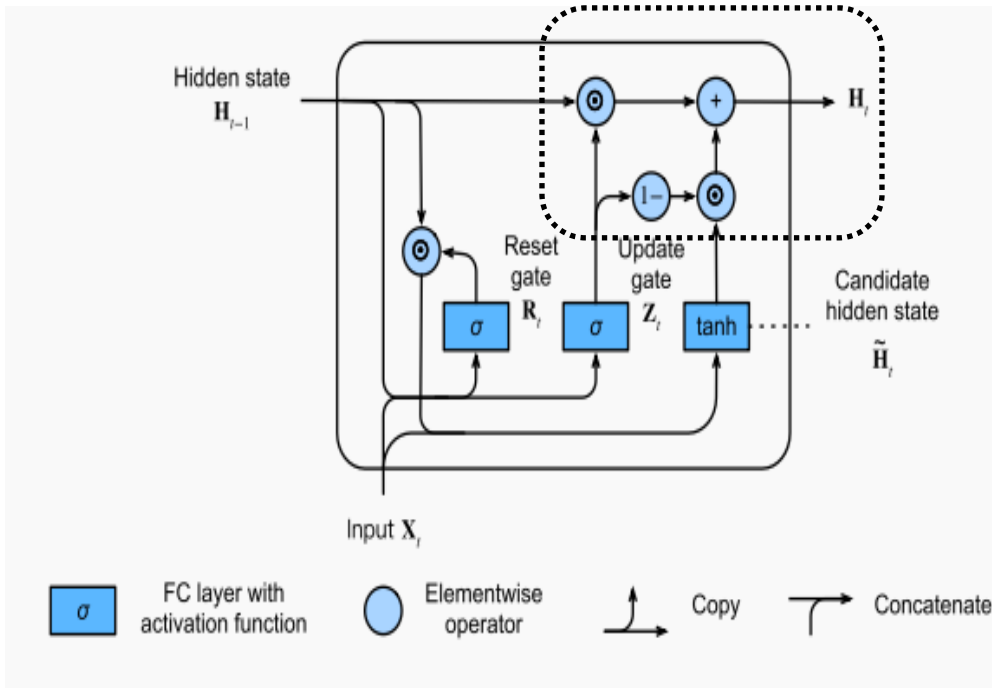 Hidden state
H_{t-1}
⊙
+
H_t
1−
⊙
⊙
Reset
gate
R_t
Update
gate
Z_t
Candidate
hidden state
H̃_t
σ
σ
tanh
Input X_t
σ
FC layer with
activation function
Elementwise
operator
Copy
Concatenate